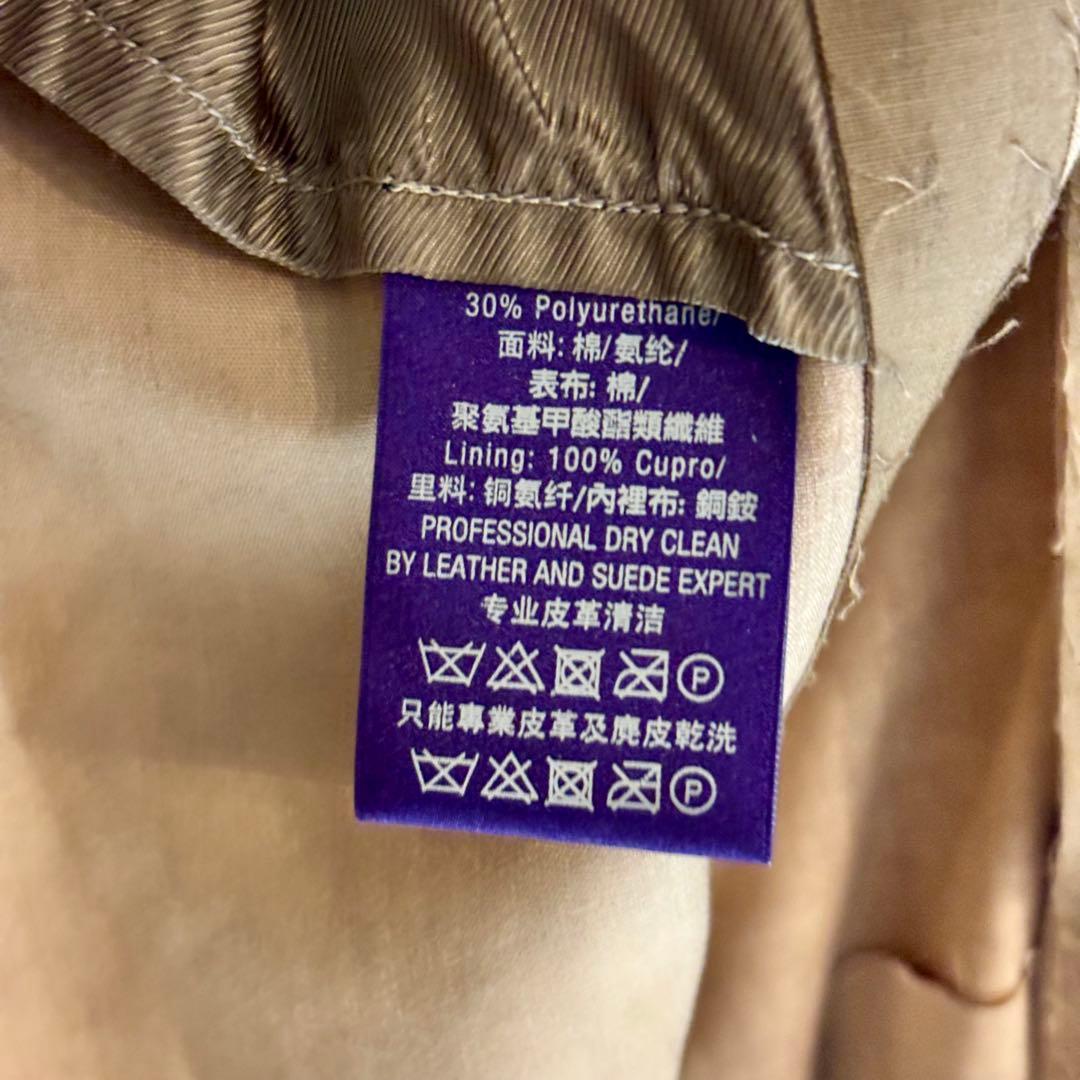 30% Polyurethane/
面料: 棉/氨纶/
表布: 棉/
聚氨基甲酸酯類纖維
Lining: 100% Cupro/
里料: 铜氨纤/內裡布: 銅銨
PROFESSIONAL DRY CLEAN
BY LEATHER AND SUEDE EXPERT
专业皮革清洁
P
只能專業皮革及麂皮乾洗
P